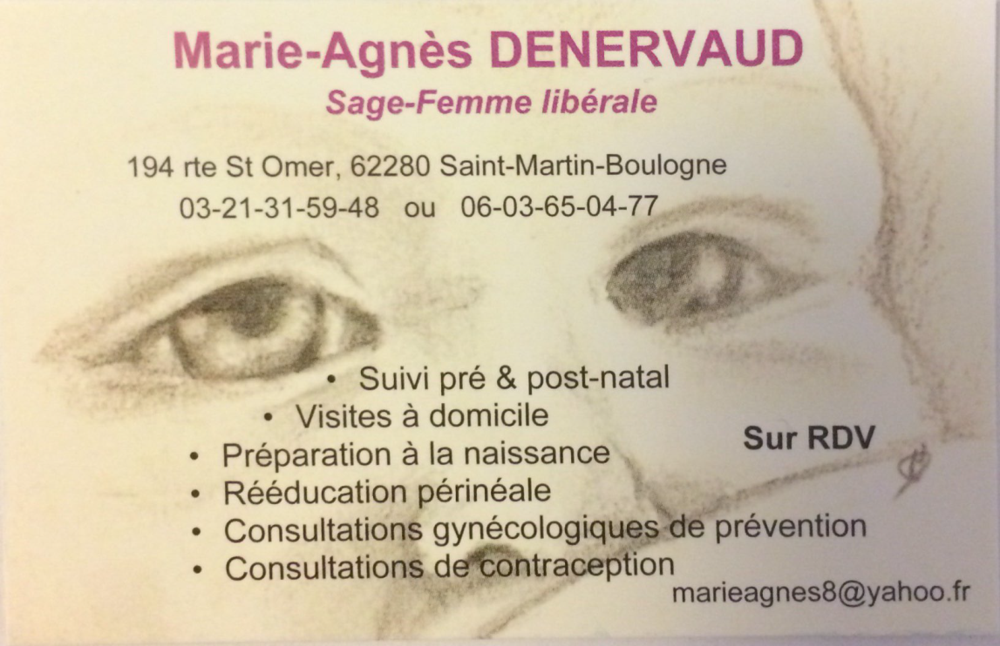 Marie-Agnès DENERVAUD
Sage-Femme libérale
194 rte St Omer, 62280 Saint-Martin-Boulogne
03-21-31-59-48 ou 06-03-65-04-77
• Suivi pré & post-natal
• Visites à domicile
Sur RDV
• Préparation à la naissance
• Rééducation périnéale
• Consultations gynécologiques de prévention
• Consultations de contraception
marieagnes8@yahoo.fr